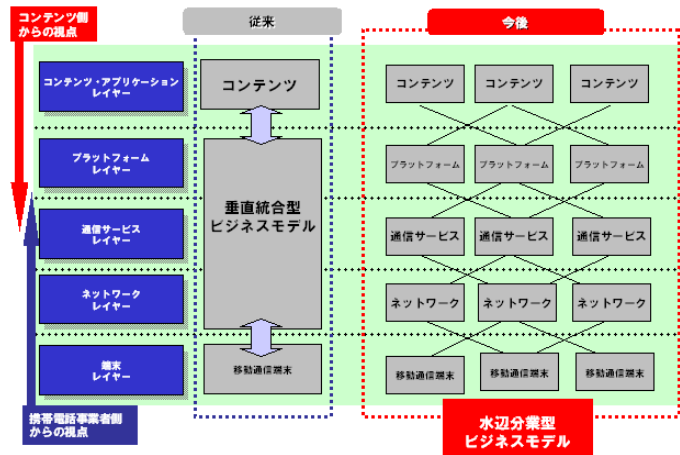 コンテンツ側
からの視点
従来
今後
コンテンツ・アプリケーション
レイヤー
コンテンツ
コンテンツ
コンテンツ
コンテンツ
プラットフォーム
レイヤー
垂直統合型
ビジネスモデル
プラットフォーム
プラットフォーム
プラットフォーム
通信サービス
レイヤー
通信サービス
通信サービス
通信サービス
ネットワーク
レイヤー
ネットワーク
ネットワーク
ネットワーク
端末
レイヤー
移動通信端末
移動通信端末
移動通信端末
移動通信端末
携帯電話事業者側
からの視点
水辺分業型
ビジネスモデル